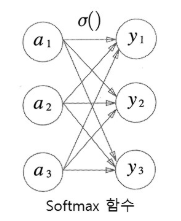 σ()
a1 y1
a2 y2
a3 y3
Softmax 함수